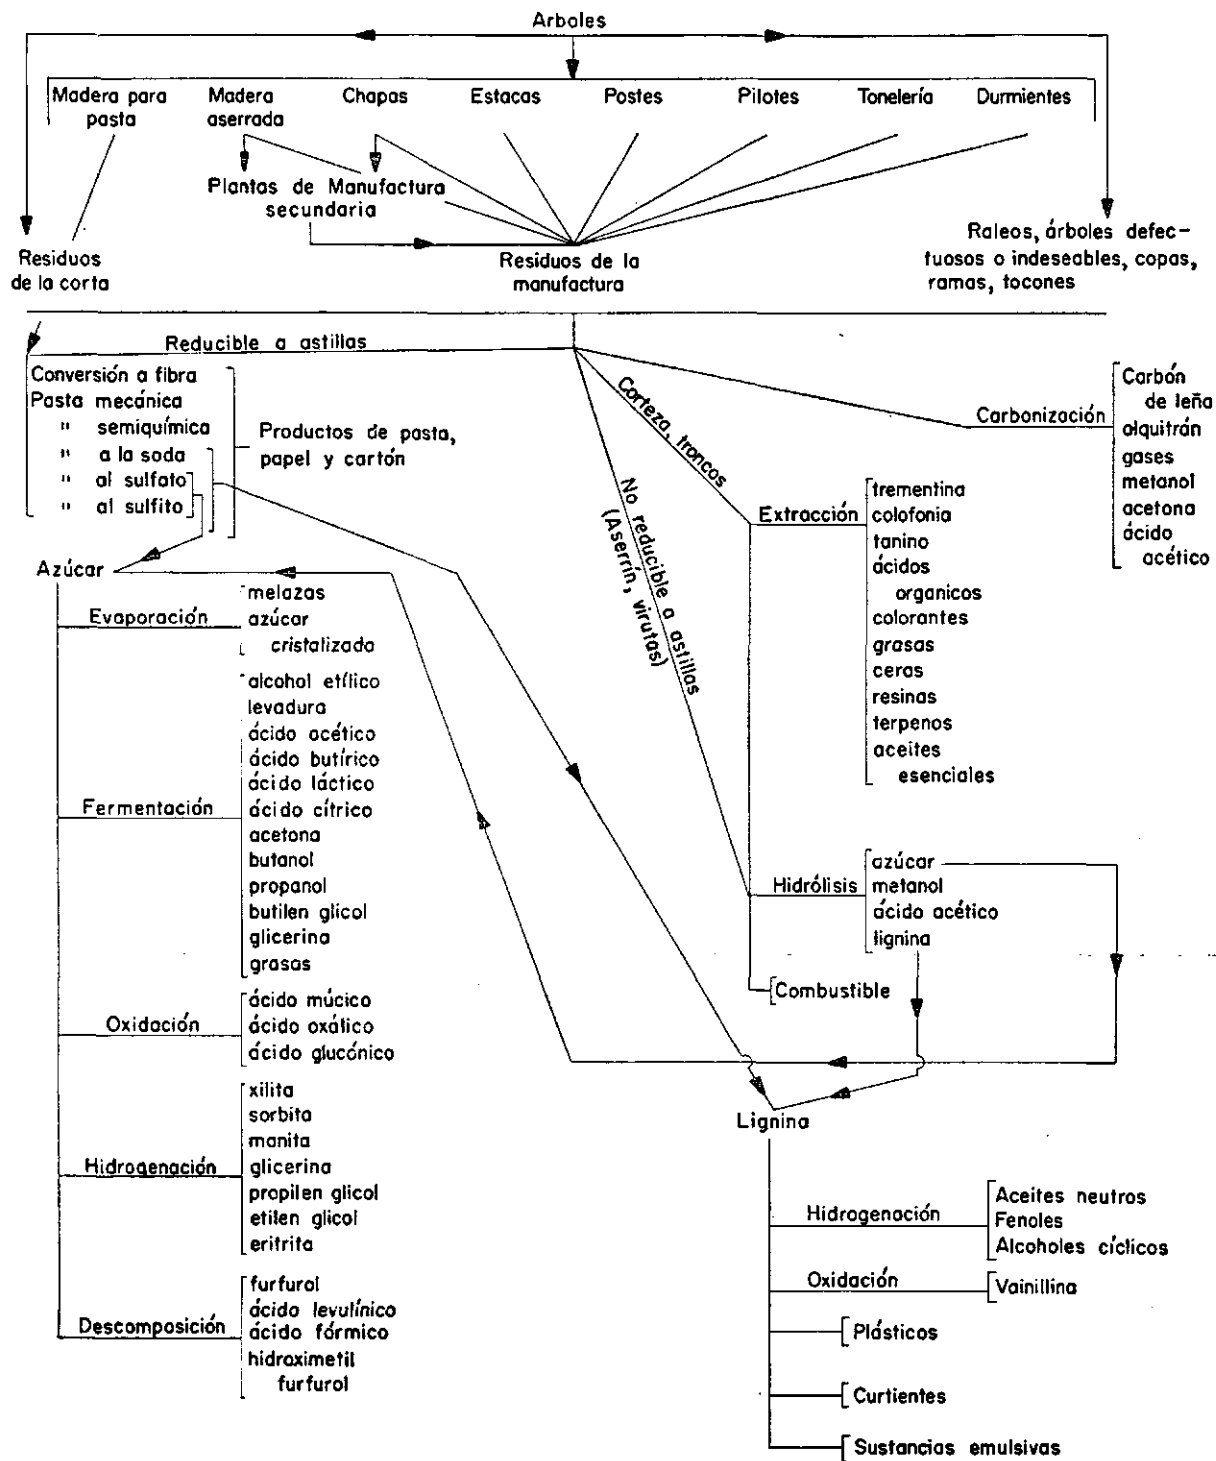 Arboles
Madera para
pasta
Madera
aserrada
Chapas
Estacas
Postes
Pilotes
Tonelería
Durmientes
Plantas de Manufactura
secundaria
Residuos
de la corta
Residuos de la
manufactura
Raleos, árboles defec-
tuosos o indeseables, copas,
ramas, tocones
Reducible a astillas
Conversión a fibra
Pasta mecánica
" semiquímica
" a la soda
" al sulfato
" al sulfito
Productos de pasta,
papel y cartón
Corteza, troncos
No reducible a astillas
(Aserrín, virutas)
Carbonización
Carbón
de leña
alquitrán
gases
metanol
acetona
ácido
acético
Extracción
trementina
colofonia
tanino
ácidos
organicos
colorantes
grasas
ceras
resinas
terpenos
aceites
esenciales
Azúcar
Evaporación
melazas
azúcar
cristalizada
Fermentación
alcohol etílico
levadura
ácido acético
ácido butírico
ácido láctico
ácido cítrico
acetona
butanol
propanol
butilen glicol
glicerina
grasas
Hidrólisis
azúcar
metanol
ácido acético
lignina
Combustible
Oxidación
ácido múcico
ácido oxálico
ácido glucónico
Hidrogenación
xilita
sorbita
manita
glicerina
propilen glicol
etilen glicol
eritrita
Descomposición
furfurol
ácido levulínico
ácido fórmico
hidroximetil
furfurol
Lignina
Hidrogenación
Aceites neutros
Fenoles
Alcoholes cíclicos
Oxidación
Vainillina
Plásticos
Curtientes
Sustancias emulsivas